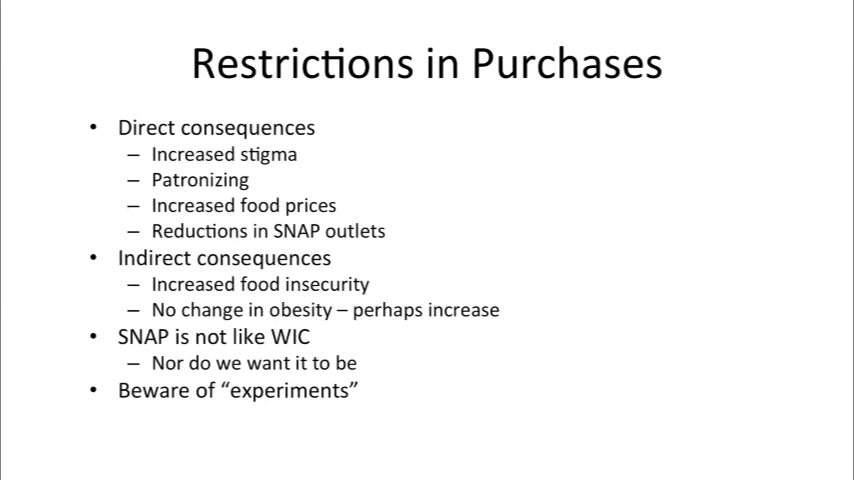 Restrictions in Purchases
• Direct consequences
– Increased stigma
– Patronizing
– Increased food prices
– Reductions in SNAP outlets
• Indirect consequences
– Increased food insecurity
– No change in obesity – perhaps increase
• SNAP is not like WIC
– Nor do we want it to be
• Beware of “experiments”